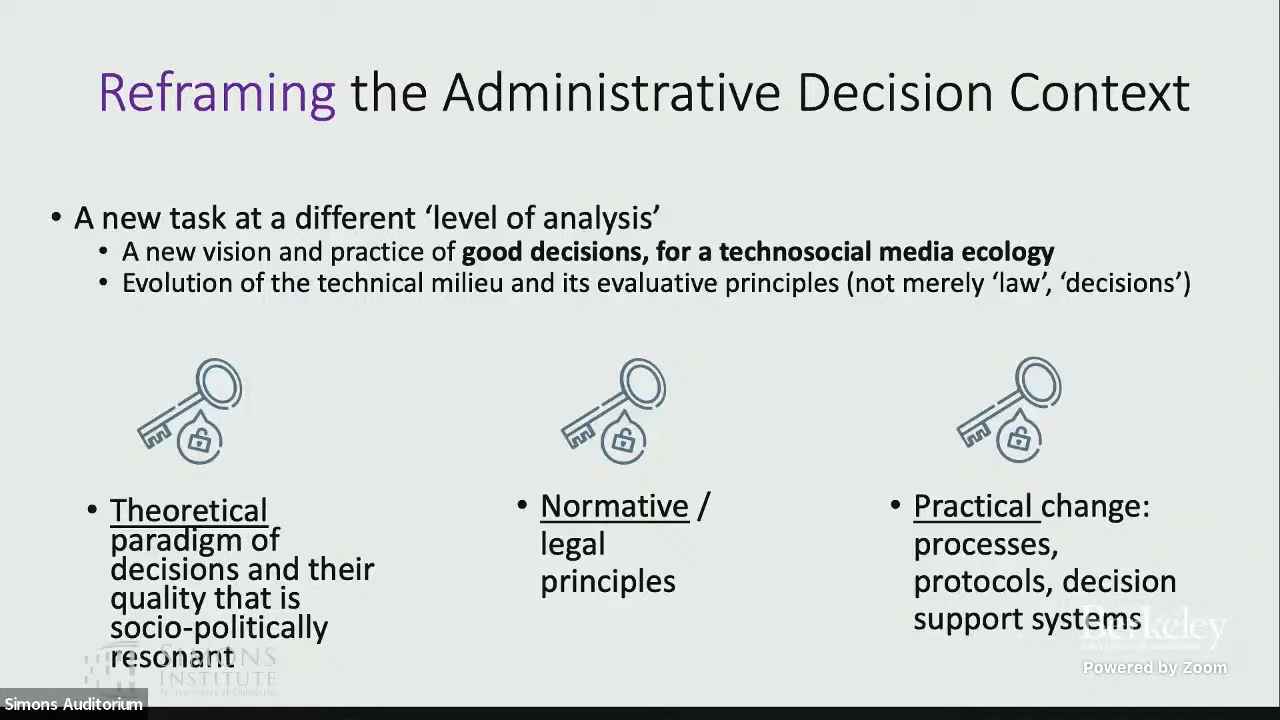 Reframing the Administrative Decision Context
• A new task at a different ‘level of analysis’
• A new vision and practice of good decisions, for a technosocial media ecology
• Evolution of the technical milieu and its evaluative principles (not merely ‘law’, ‘decisions’)
• Theoretical
paradigm of
decisions and their
quality that is
socio-politically
resonant
• Normative /
legal
principles
• Practical change:
processes,
protocols, decision
support systems
SIMONS
INSTITUTE
Berkeley
Powered by Zoom
Simons Auditorium